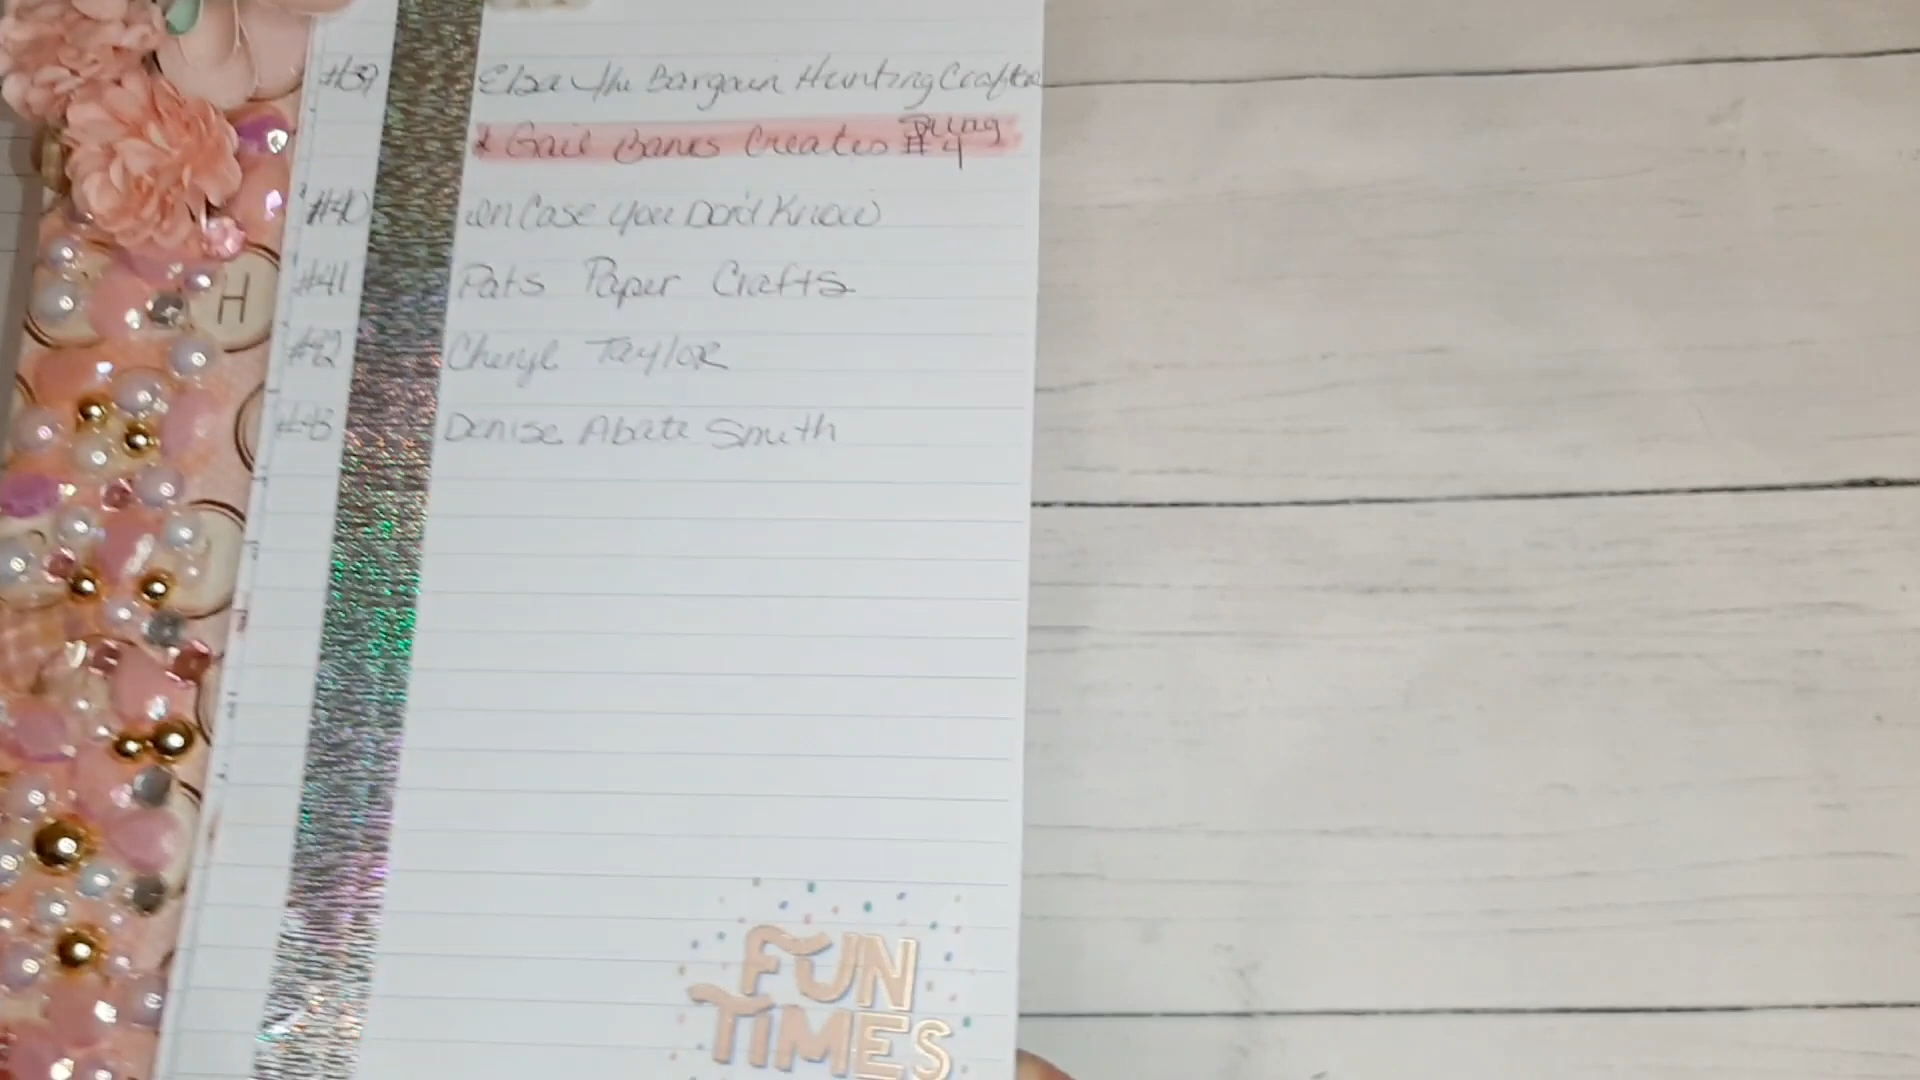 #39 Elsa the Bargain Hunting Crafter
* Gail Banks Creates #4
#40 In Case You Don't Know
#41 Pats Paper Crafts
#42 Cheryl Taylor
#43 Denise Abate Smith
H
FUN
TIMES